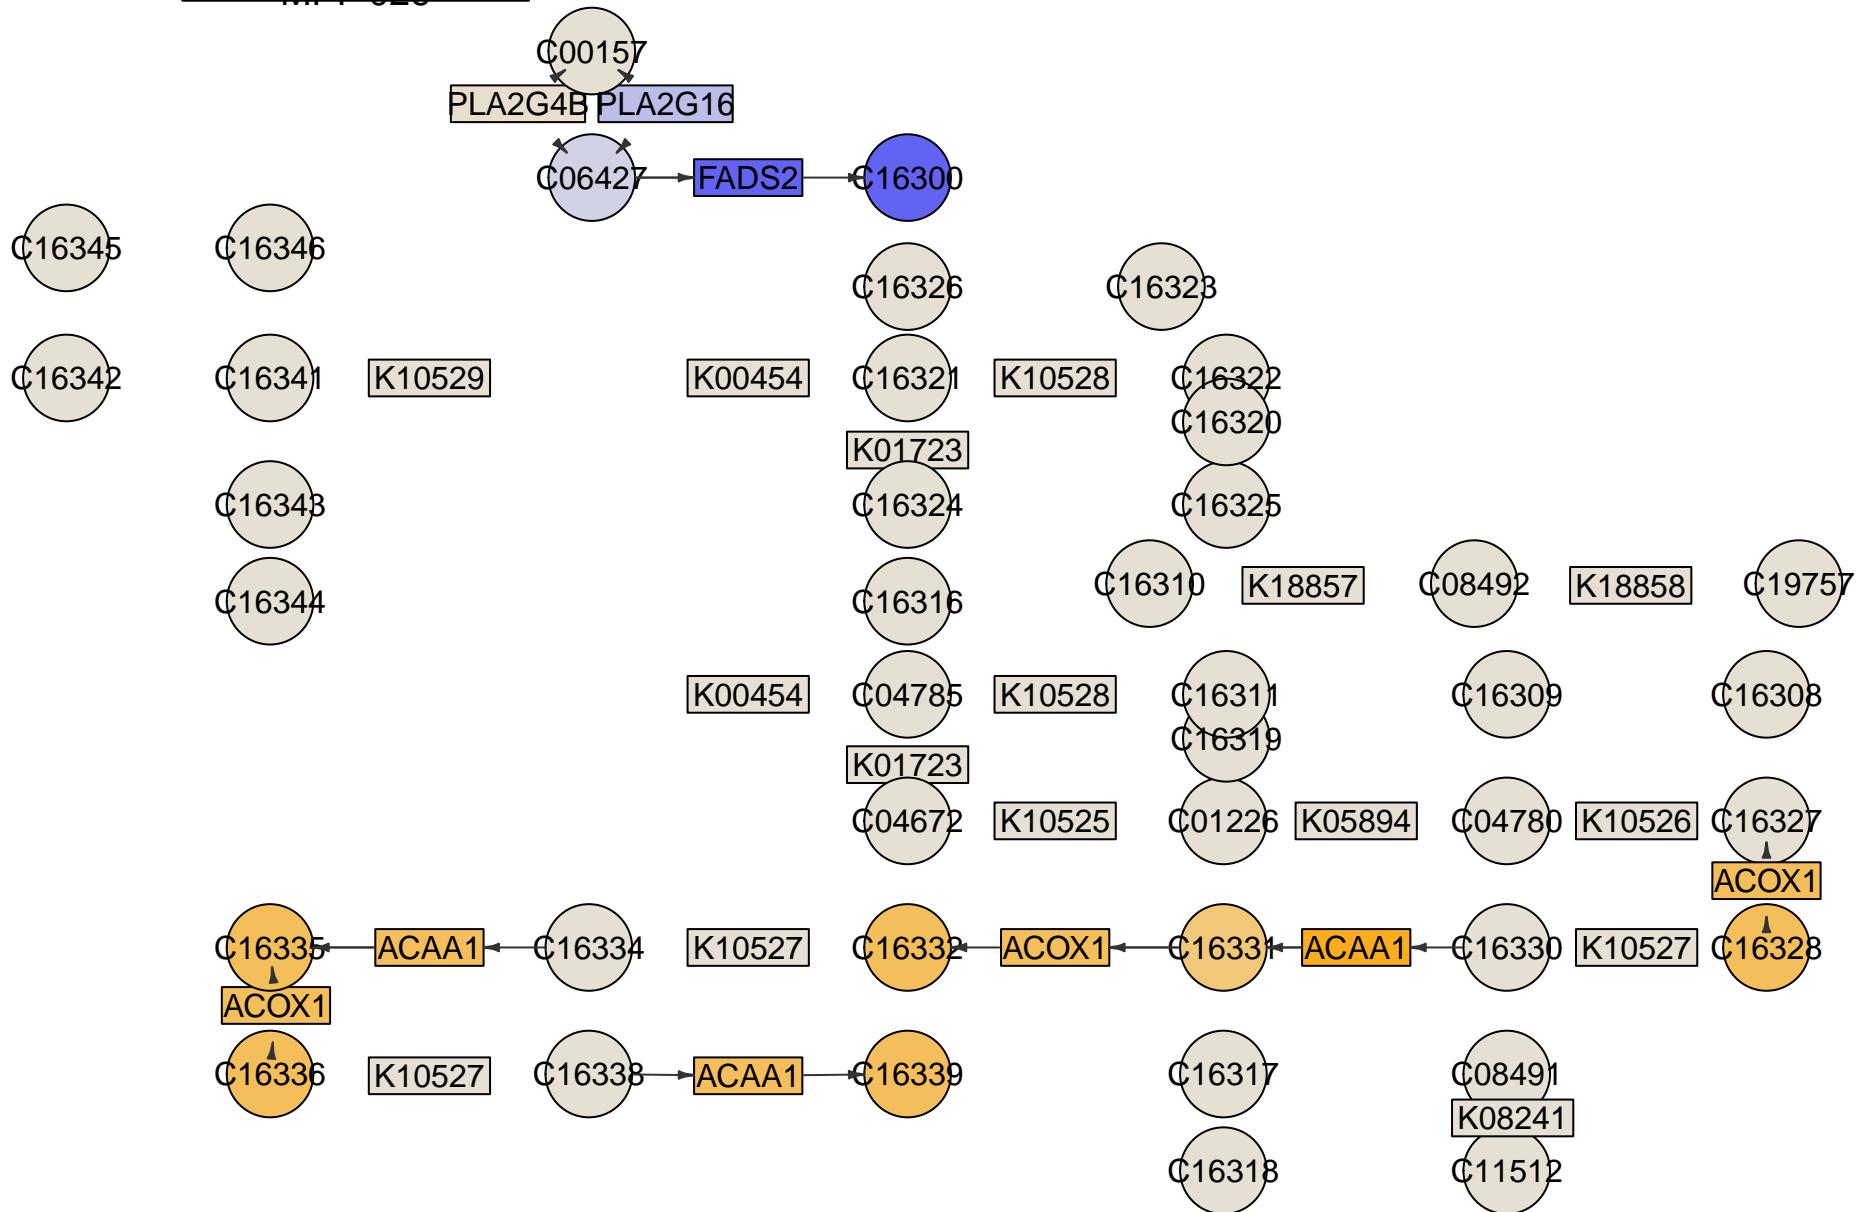 C00157
PLA2G4B PLA2G16
C06427 FADS2 C16300
C16345 C16346
C16326 C16323
C16342 C16341 K10529 K00454 C16321 K10528 C16322
C16320
K01723
C16343 C16324 C16325
C16310 K18857 C08492 K18858 C19757
C16344 C16316
K00454 C04785 K10528 C16311 C16309 C16308
C16319
K01723
C04672 K10525 C01226 K05894 C04780 K10526 C16327
ACOX1
C16335 ACAA1 C16334 K10527 C16332 ACOX1 C16331 ACAA1 C16330 K10527 C16328
ACOX1
C16336 K10527 C16338 ACAA1 C16339 C16317 C08491
K08241
C16318 C11512